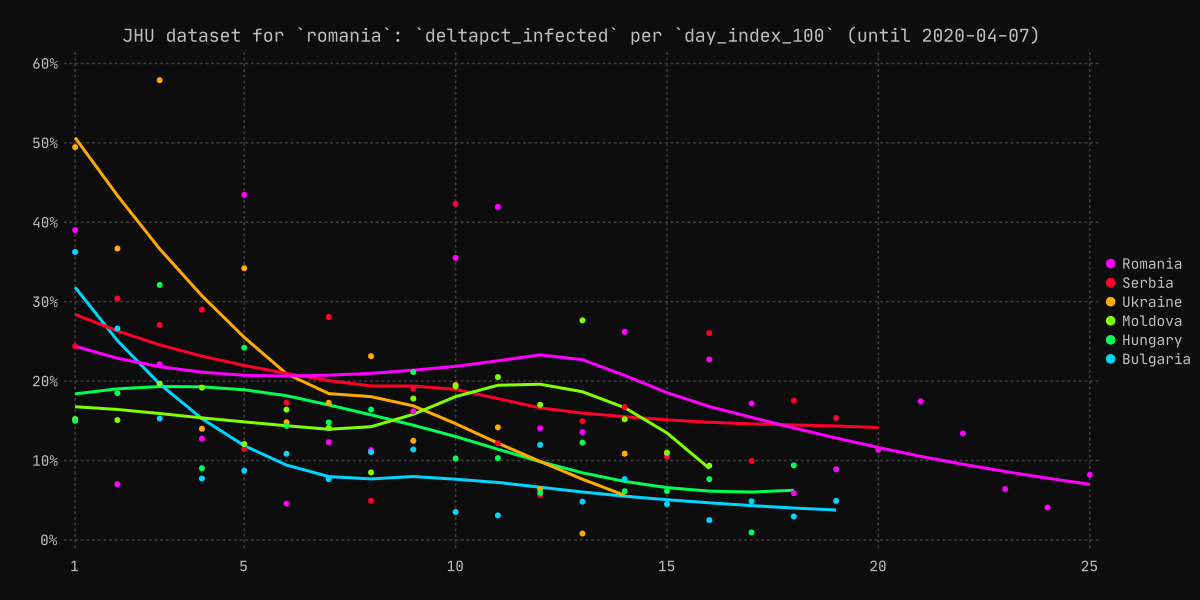 JHU dataset for `romania`: `deltapct_infected` per `day_index_100` (until 2020-04-07)
60%
50%
40%
30%
20%
10%
0%
1 5 10 15 20 25
Romania
Serbia
Ukraine
Moldova
Hungary
Bulgaria